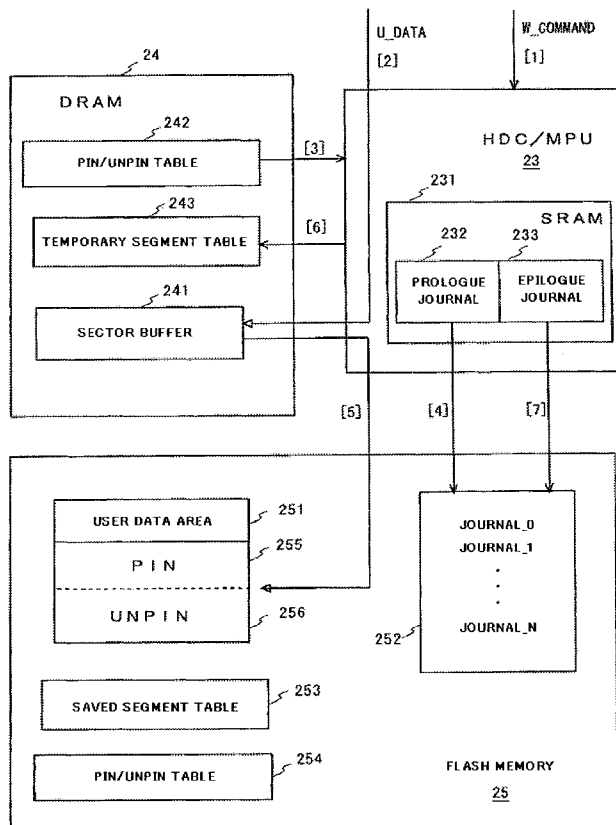 U_DATA
W_COMMAND
[2]
[1]
24
DRAM
242
PIN/UNPIN TABLE
[3]
HDC/MPU
23
231
243
SRAM
TEMPORARY SEGMENT TABLE
[6]
232
233
PROLOGUE
JOURNAL
EPILOGUE
JOURNAL
241
SECTOR BUFFER
[5]
[4]
[7]
USER DATA AREA
251
PIN
255
UNPIN
256
JOURNAL_0
JOURNAL_1
JOURNAL_N
252
SAVED SEGMENT TABLE
253
PIN/UNPIN TABLE
254
FLASH MEMORY
25